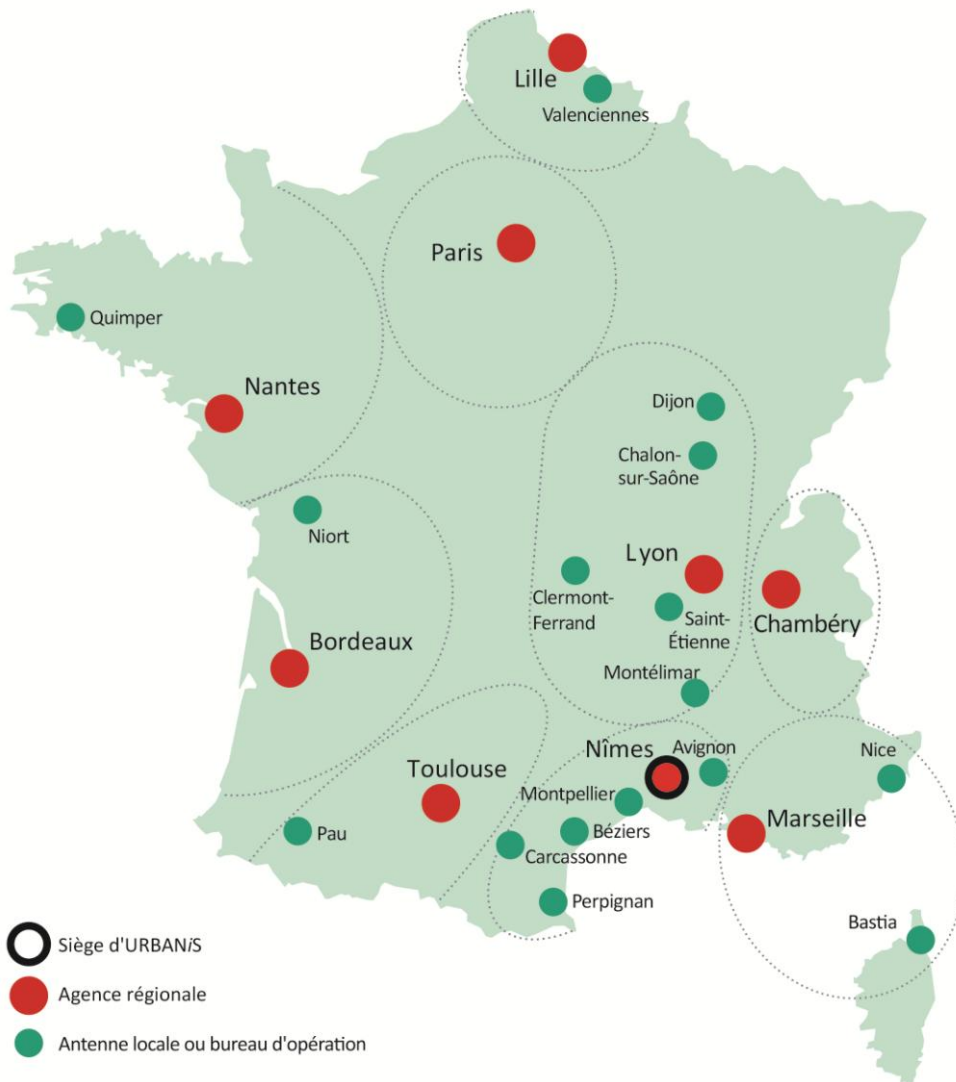 Lille
Valenciennes
Paris
Quimper
Nantes
Dijon
Chalon-
sur-Saône
Niort
Lyon
Clermont-
Ferrand
Saint-
Étienne
Chambéry
Bordeaux
Montélimar
Nîmes
Avignon
Nice
Toulouse
Montpellier
Marseille
Pau
Béziers
Carcassonne
Perpignan
Bastia
Siège d'URBANiS
Agence régionale
Antenne locale ou bureau d'opération